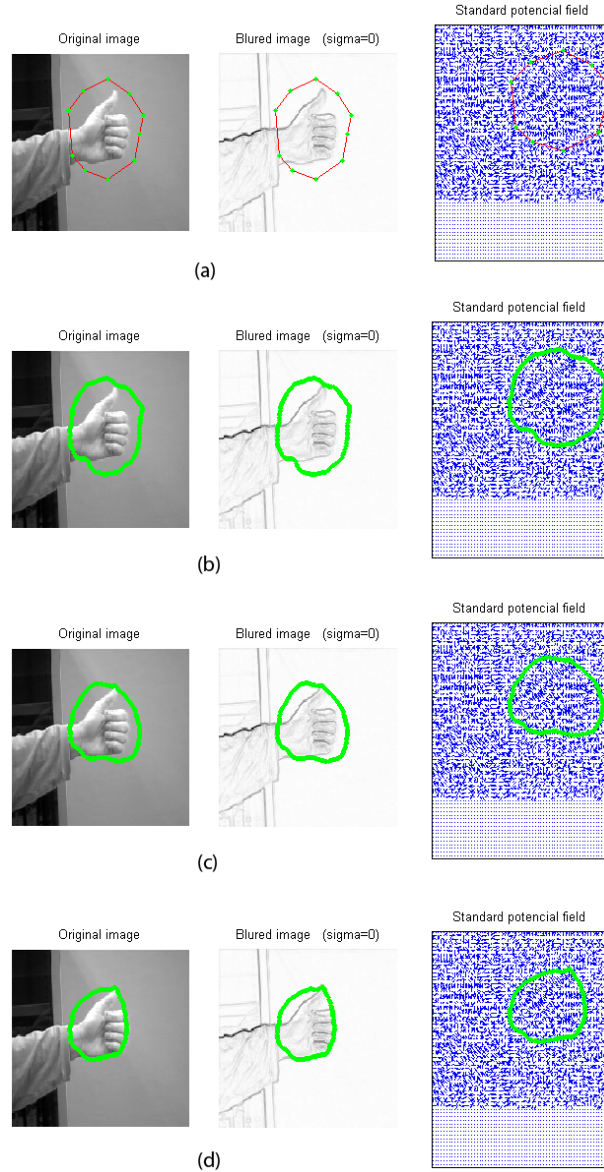 Original image
Blured image (sigma=0)
Standard potencial field
(a)
Original image
Blured image (sigma=0)
Standard potencial field
(b)
Original image
Blured image (sigma=0)
Standard potencial field
(c)
Original image
Blured image (sigma=0)
Standard potencial field
(d)